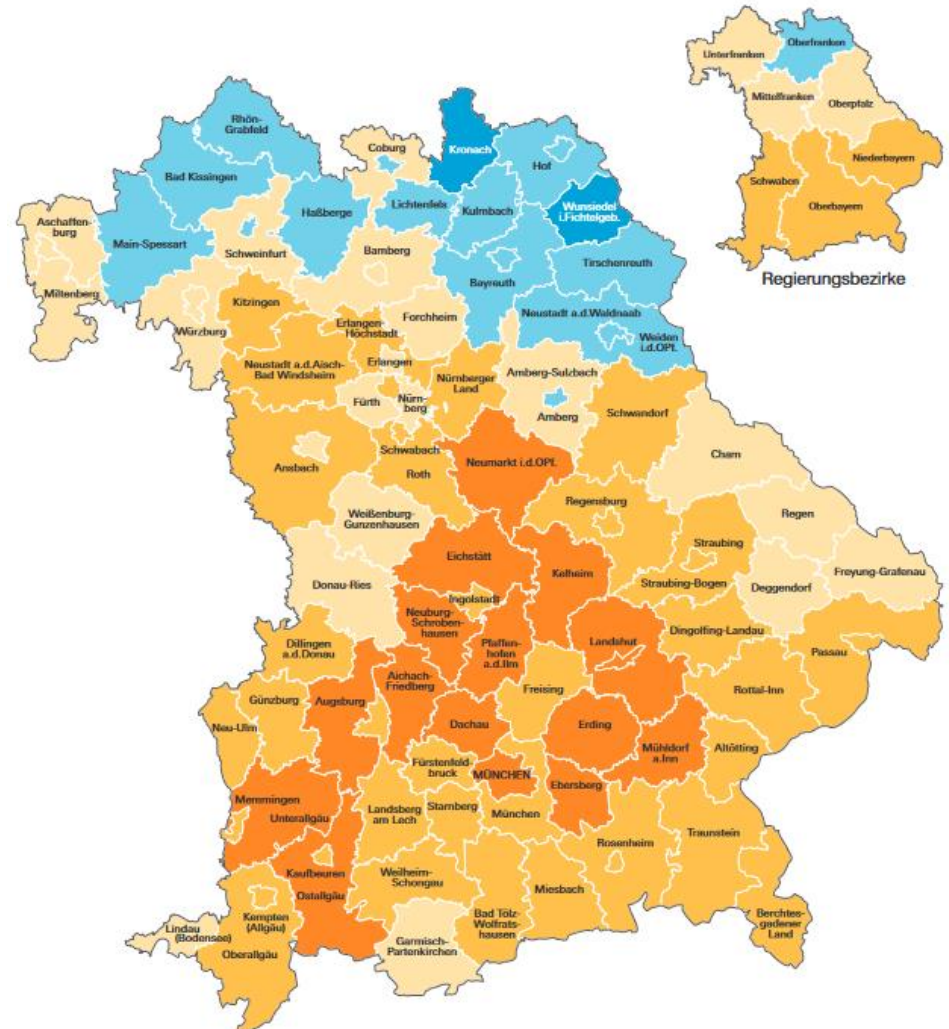 Unterfranken
Oberfranken
Mittelfranken
Oberpfalz
Niederbayern
Schwaben
Oberbayern
Regierungsbezirke
Rhön-
Grabfeld
Coburg
Kronach
Hof
Bad Kissingen
Haßberge
Lichtenfels
Kulmbach
Wunsiedel
i.Fichtelgeb.
Aschaffen-
burg
Main-Spessart
Schweinfurt
Bamberg
Bayreuth
Tirschenreuth
Miltenberg
Würzburg
Kitzingen
Forchheim
Neustadt a.d.Waldnaab
Erlangen-
Höchstadt
Weiden
i.d.OPf.
Neustadt a.d.Aisch-
Bad Windsheim
Erlangen
Nürnberger
Land
Amberg-Sulzbach
Fürth
Nürn-
berg
Amberg
Schwandorf
Ansbach
Schwabach
Roth
Neumarkt i.d.OPf.
Cham
Weißenburg-
Gunzenhausen
Regensburg
Regen
Straubing
Eichstätt
Kelheim
Freyung-Grafenau
Donau-Ries
Straubing-Bogen
Deggendorf
Ingolstadt
Neuburg-
Schroben-
hausen
Dillingen
a.d.Donau
Pfaffen-
hofen
a.d.Ilm
Landshut
Dingolfing-Landau
Passau
Aichach-
Friedberg
Günzburg
Augsburg
Freising
Rottal-Inn
Neu-Ulm
Dachau
Erding
Mühldorf
a.Inn
Altötting
Fürstenfeld-
bruck
MÜNCHEN
Ebersberg
Memmingen
Unterallgäu
Landsberg
am Lech
Starnberg
München
Traunstein
Rosenheim
Kaufbeuren
Ostallgäu
Weilheim-
Schongau
Miesbach
Bad Tölz-
Wolfrats-
hausen
Berchtes-
gadener
Land
Lindau
(Bodensee)
Kempten
(Allgäu)
Oberallgäu
Garmisch-
Partenkirchen